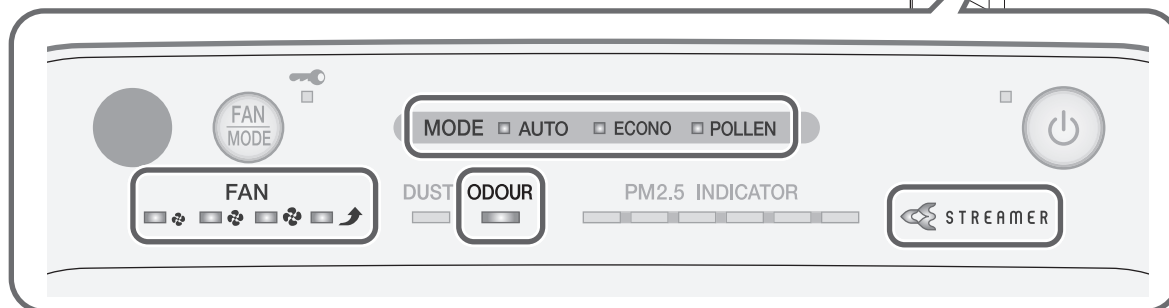 FAN
MODE
MODE AUTO ECONO POLLEN
FAN
DUST ODOUR PM2.5 INDICATOR
STREAMER